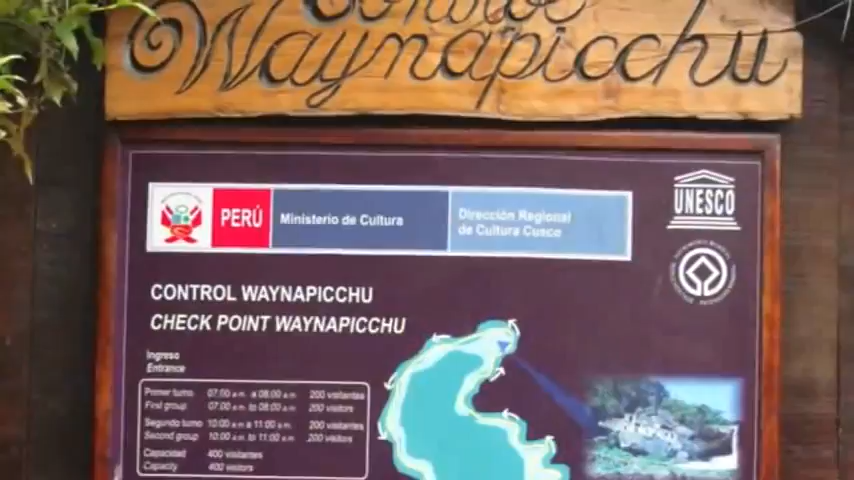 Control
Waynapicchu
PERÚ
Ministerio de Cultura
Dirección Regional
de Cultura Cusco
UNESCO
CONTROL WAYNAPICCHU
CHECK POINT WAYNAPICCHU
Ingreso
Entrance
Primer turno 07:00 a.m. a 08:00 a.m. 200 visitantes
First group 07:00 a.m. to 08:00 a.m. 200 visitors
Segundo turno 10:00 a.m a 11:00 a.m. 200 visitantes
Second group 10:00 a.m. to 11:00 a.m. 200 visitors
Capacidad 400 visitantes
Capacity 400 visitors